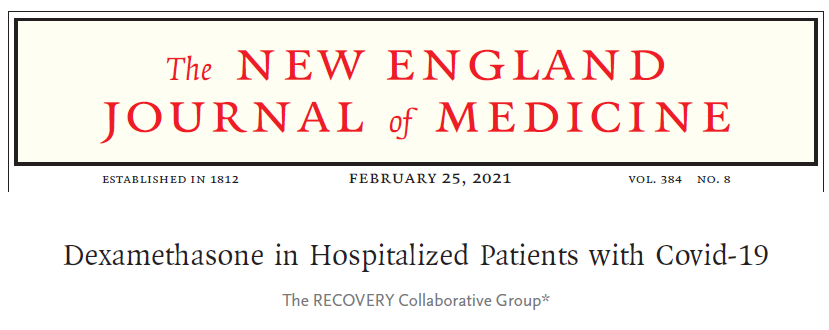 The NEW ENGLAND
JOURNAL of MEDICINE
ESTABLISHED IN 1812 FEBRUARY 25, 2021 VOL. 384 NO. 8
Dexamethasone in Hospitalized Patients with Covid-19
The RECOVERY Collaborative Group*